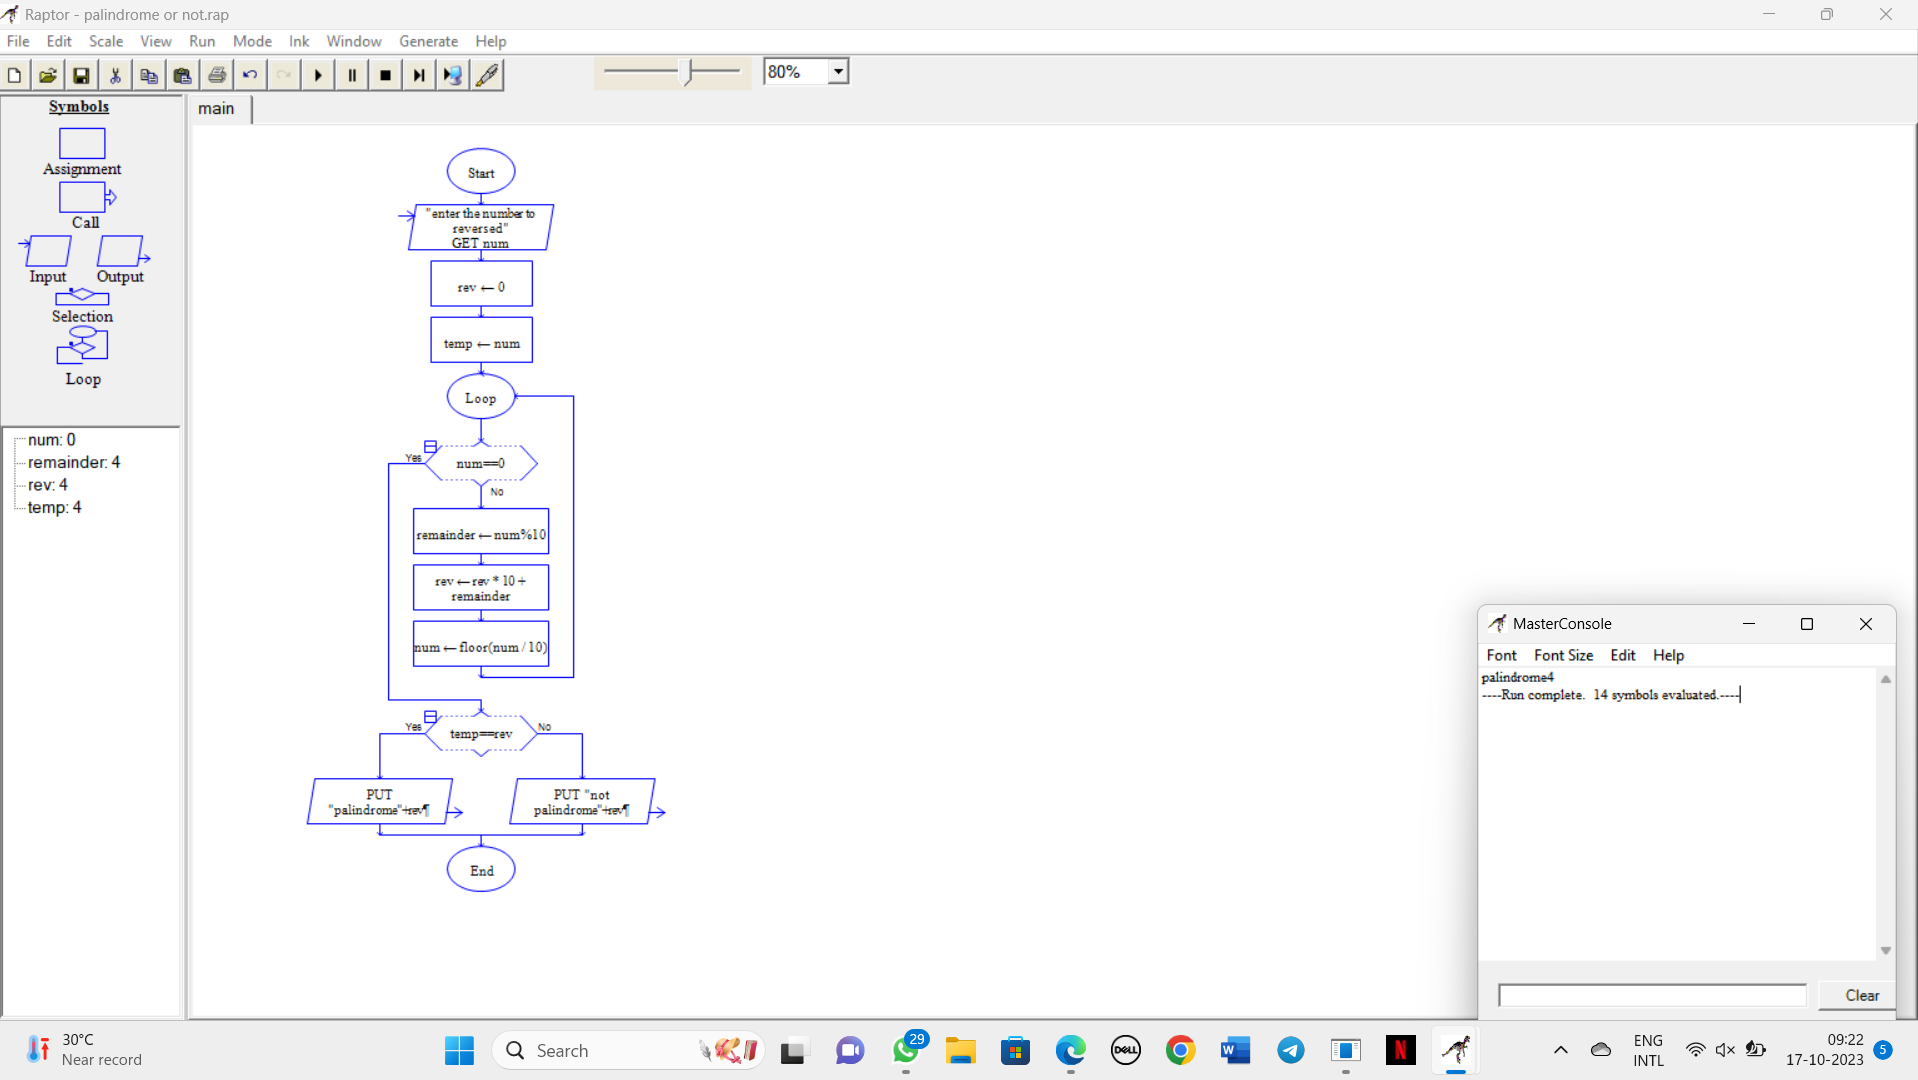 Raptor - palindrome or not.rap
File Edit Scale View Run Mode Ink Window Generate Help
80%
Symbols
Assignment
Call
Input Output
Selection
Loop
num: 0
remainder: 4
rev: 4
temp: 4
main
Start
"enter the number to
reversed"
GET num
rev ← 0
temp ← num
Loop
Yes
num==0
No
remainder ← num%10
rev ← rev * 10 +
remainder
num ← floor(num / 10)
Yes
temp==rev
No
PUT
"palindrome"+rev¶
PUT "not
palindrome"+rev¶
End
MasterConsole
Font Font Size Edit Help
palindrome4
----Run complete. 14 symbols evaluated.----
Clear
30°C
Near record
Search
29
DELL
W
N
ENG
INTL
09:22
17-10-2023
5